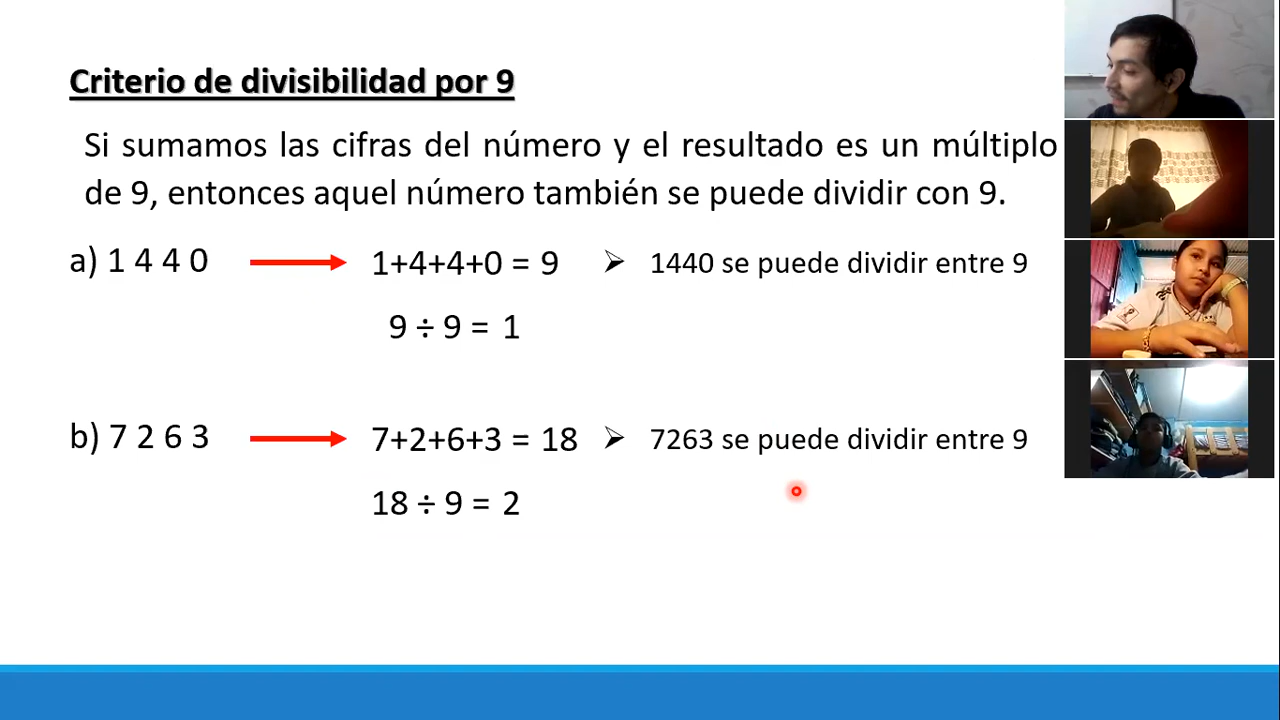 Criterio de divisibilidad por 9
Si sumamos las cifras del número y el resultado es un múltiplo
de 9, entonces aquel número también se puede dividir con 9.
a) 1 4 4 0 1+4+4+0 = 9 ➢ 1440 se puede dividir entre 9
9 ÷ 9 = 1
b) 7 2 6 3 7+2+6+3 = 18 ➢ 7263 se puede dividir entre 9
18 ÷ 9 = 2